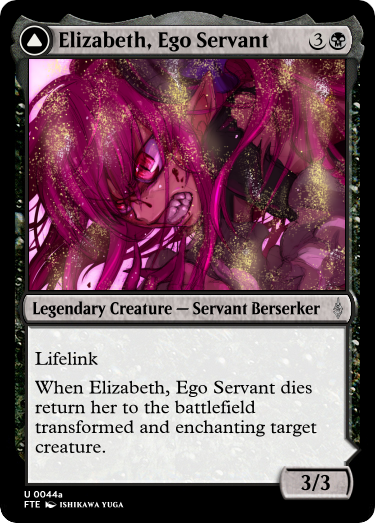 Elizabeth, Ego Servant 3
Legendary Creature — Servant Berserker
Lifelink
When Elizabeth, Ego Servant dies
return her to the battlefield
transformed and enchanting target
creature.
3/3
U 0044a
FTE ISHIKAWA YUGA